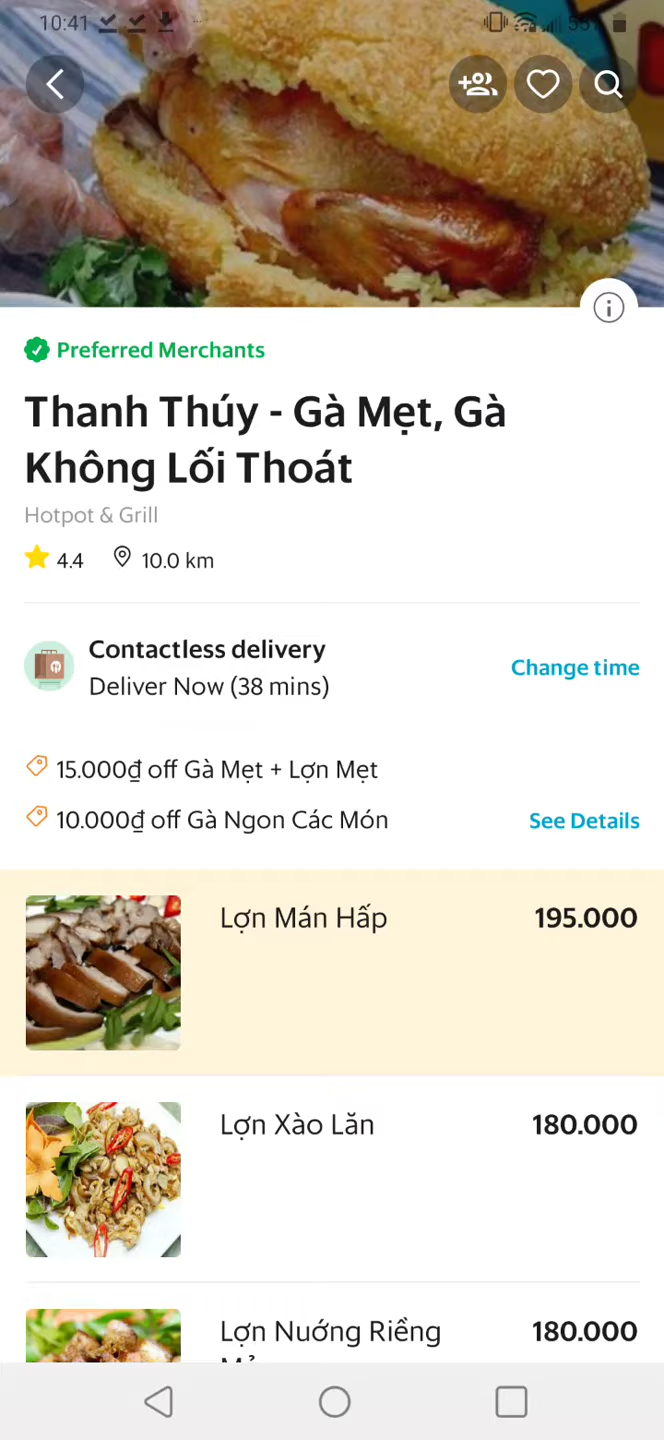 10:41
Preferred Merchants
Thanh Thúy - Gà Mẹt, Gà
Không Lối Thoát
Hotpot & Grill
4.4 10.0 km
Contactless delivery
Deliver Now (38 mins)
Change time
15.000₫ off Gà Mẹt + Lợn Mẹt
10.000₫ off Gà Ngon Các Món
See Details
Lợn Mán Hấp 195.000
Lợn Xào Lăn 180.000
Lợn Nướng Riềng 180.000